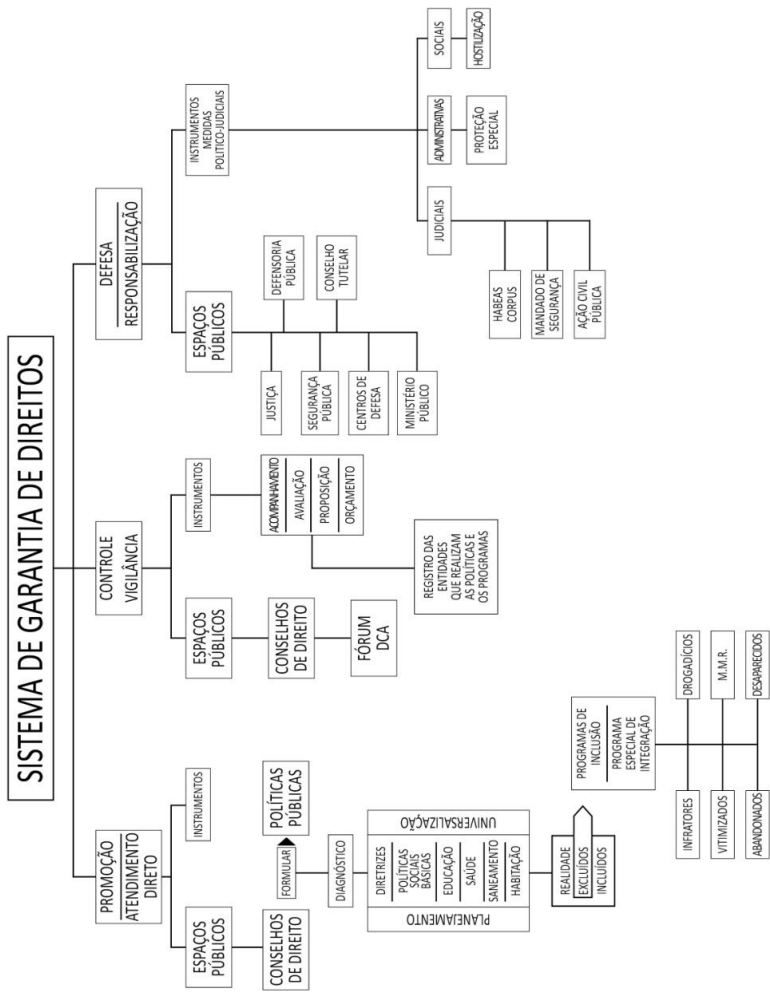 SISTEMA DE GARANTIA DE DIREITOS
PROMOÇÃO
ATENDIMENTO
DIRETO
ESPAÇOS
PÚBLICOS
CONSELHOS
DE DIREITO
INSTRUMENTOS
FORMULAR
POLÍTICAS
PÚBLICAS
DIAGNÓSTICO
PLANEJAMENTO
DIRETRIZES
POLÍTICAS
SOCIAIS
BÁSICAS
EDUCAÇÃO
SAÚDE
SANEAMENTO
HABITAÇÃO
UNIVERSALIZAÇÃO
REALIDADE
EXCLUÍDOS
INCLUÍDOS
PROGRAMAS DE
INCLUSÃO
PROGRAMA
ESPECIAL DE
INTEGRAÇÃO
INFRATORES
DROGADÍCIOS
VITIMIZADOS
M.M.R.
ABANDONADOS
DESAPARECIDOS
CONTROLE
VIGILÂNCIA
ESPAÇOS
PÚBLICOS
CONSELHOS
DE DIREITO
FÓRUM
DCA
INSTRUMENTOS
ACOMPANHAMENTO
AVALIAÇÃO
PROPOSIÇÃO
ORÇAMENTO
REGISTRO DAS
ENTIDADES
QUE REALIZAM
AS POLÍTICAS E
OS PROGRAMAS
DEFESA
RESPONSABILIZAÇÃO
ESPAÇOS
PÚBLICOS
JUSTIÇA
DEFENSORIA
PÚBLICA
SEGURANÇA
PÚBLICA
CONSELHO
TUTELAR
CENTROS DE
DEFESA
MINISTÉRIO
PÚBLICO
INSTRUMENTOS
MEDIDAS
POLITICO-JUDICIAIS
JUDICIAIS
HABEAS
CORPUS
MANDADO DE
SEGURANÇA
AÇÃO CIVIL
PÚBLICA
ADMINISTRATIVAS
PROTEÇÃO
ESPECIAL
SOCIAIS
HOSTILIZAÇÃO